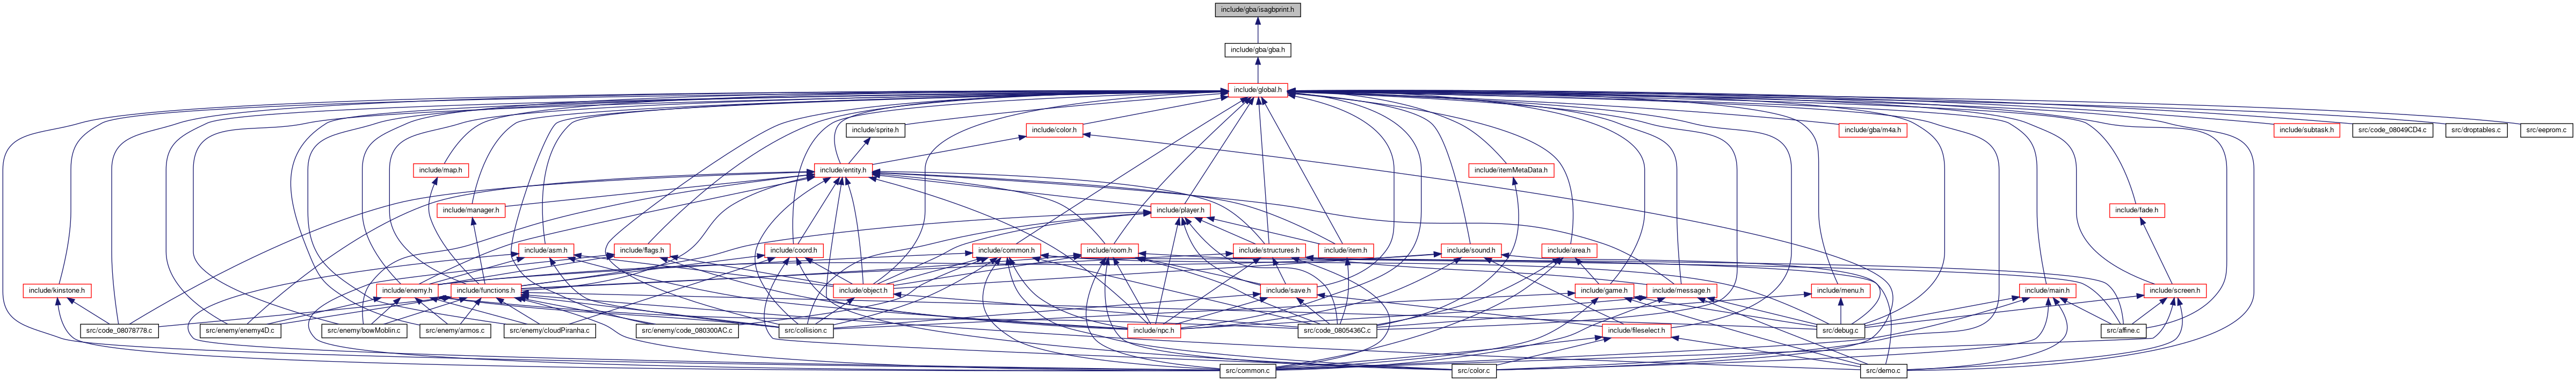 include/gba/isagbprint.h
include/gba/gba.h
include/global.h
include/sprite.h
include/color.h
include/gba/m4a.h
include/subtask.h
src/code_08049CD4.c
src/droptables.c
src/eeprom.c
include/map.h
include/entity.h
include/itemMetaData.h
include/manager.h
include/player.h
include/fade.h
include/asm.h
include/flags.h
include/coord.h
include/common.h
include/room.h
include/structures.h
include/item.h
include/sound.h
include/area.h
include/kinstone.h
include/enemy.h
include/functions.h
include/object.h
include/save.h
include/game.h
include/message.h
include/menu.h
include/main.h
include/screen.h
src/code_08078778.c
src/enemy/enemy4D.c
src/enemy/bowMoblin.c
src/enemy/armos.c
src/enemy/cloudPiranha.c
src/enemy/code_080300AC.c
src/collision.c
include/npc.h
src/code_0805436C.c
include/fileselect.h
src/debug.c
src/affine.c
src/common.c
src/color.c
src/demo.c